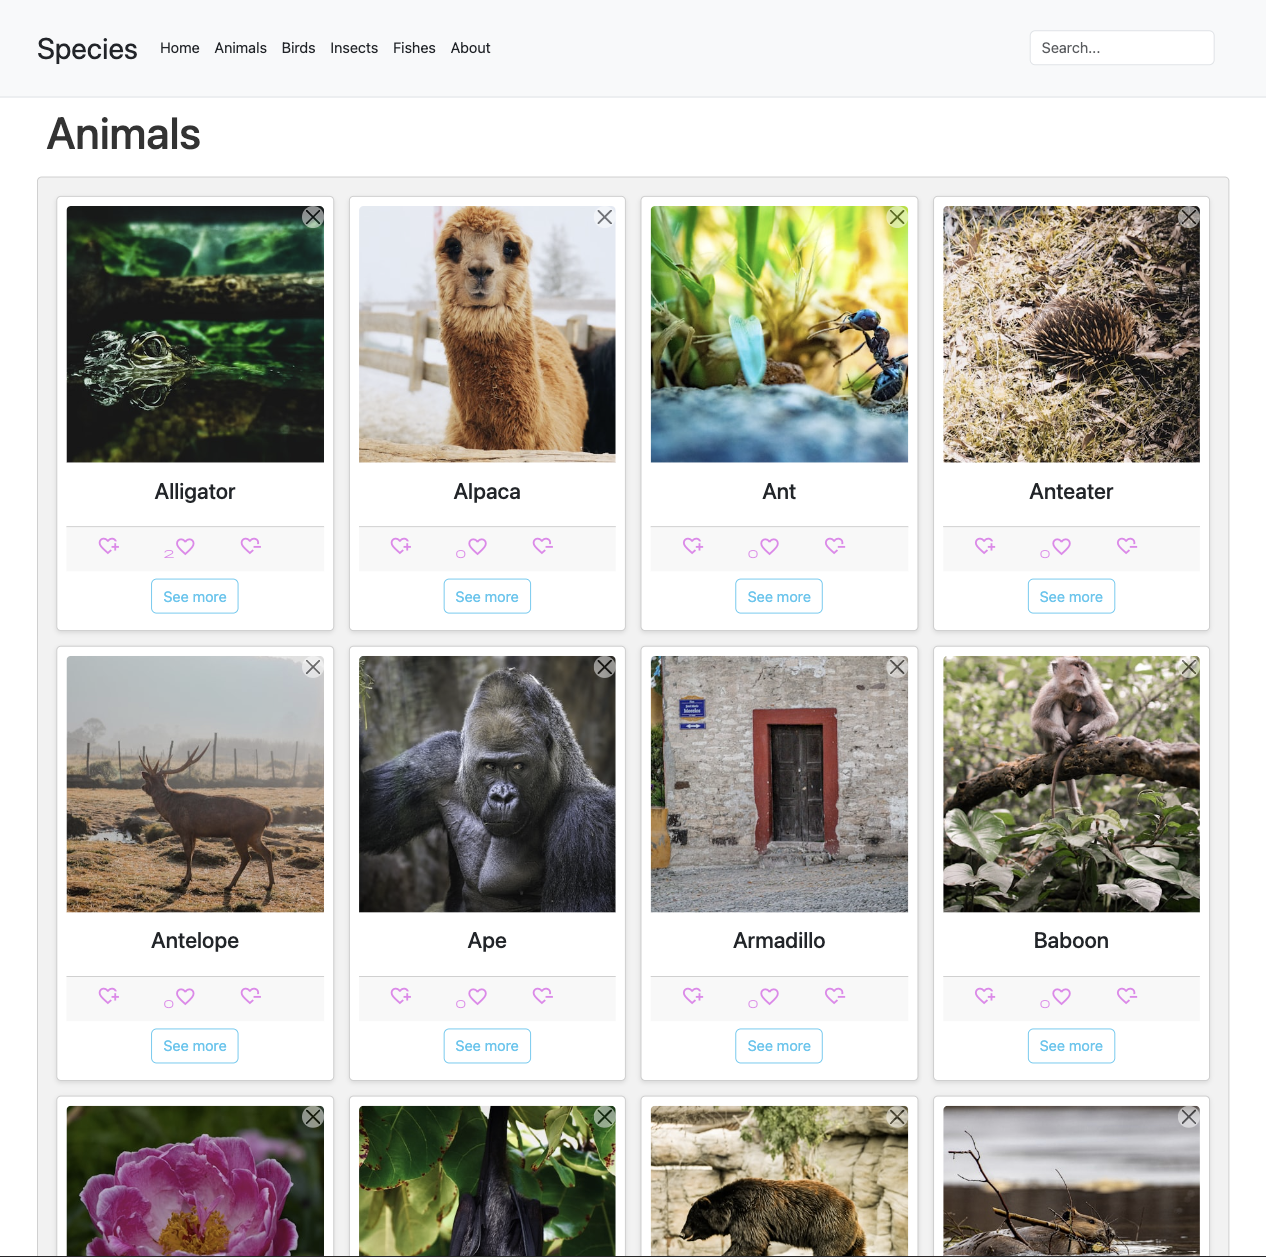 Species Home Animals Birds Insects Fishes About Search...
Animals
Alligator Alpaca Ant Anteater
2 0 0 0
See more See more See more See more
Antelope Ape Armadillo Baboon
0 0 0 0
See more See more See more See more